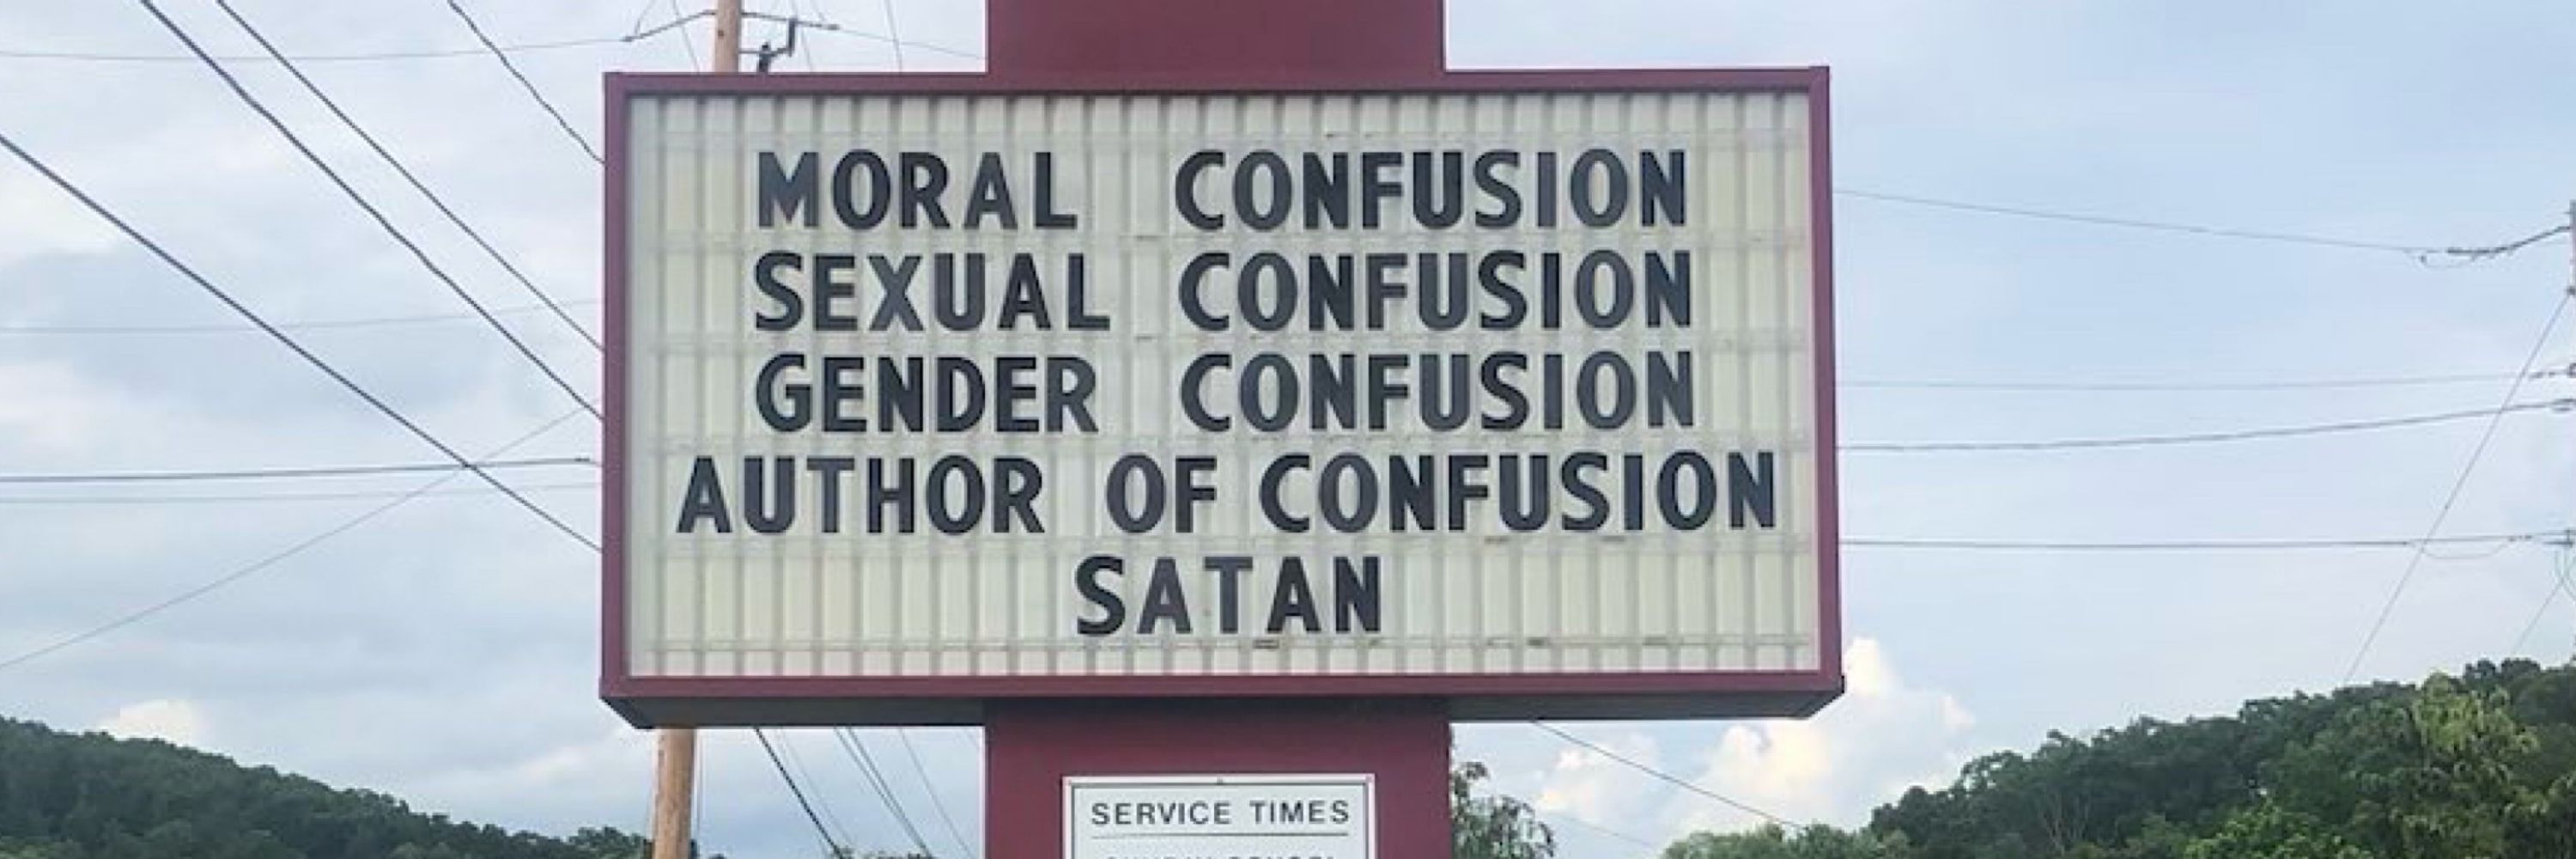 MORAL CONFUSION
SEXUAL CONFUSION
GENDER CONFUSION
AUTHOR OF CONFUSION
SATAN
SERVICE TIMES